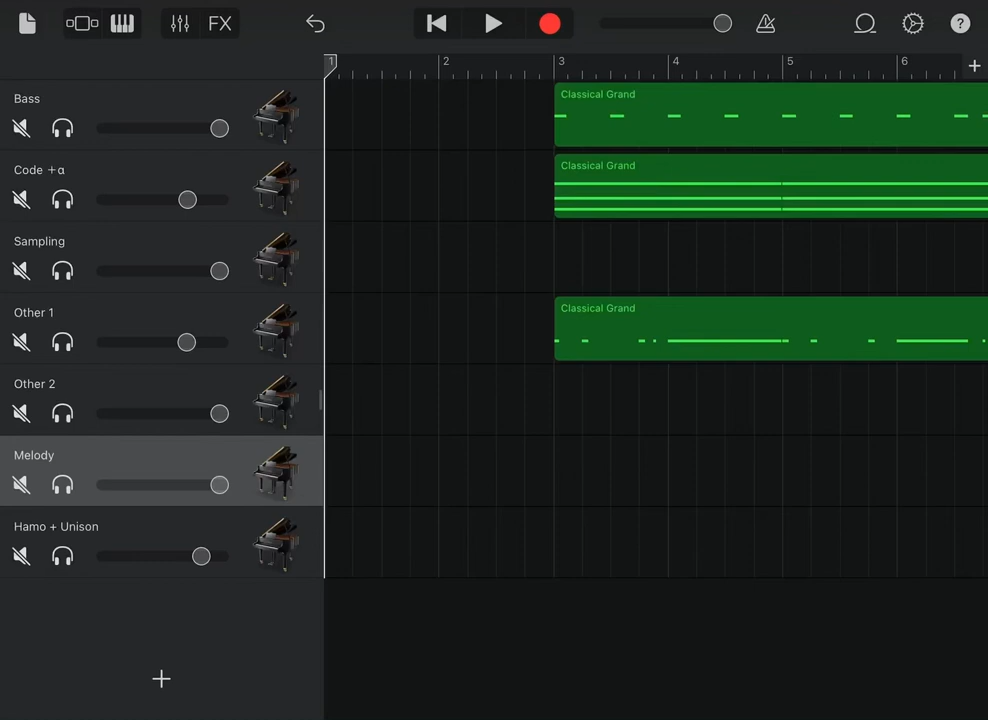 FX
?
1 2 3 4 5 6 +
Bass
Classical Grand
Code +α
Classical Grand
Sampling
Other 1
Classical Grand
Other 2
Melody
Hamo + Unison
+